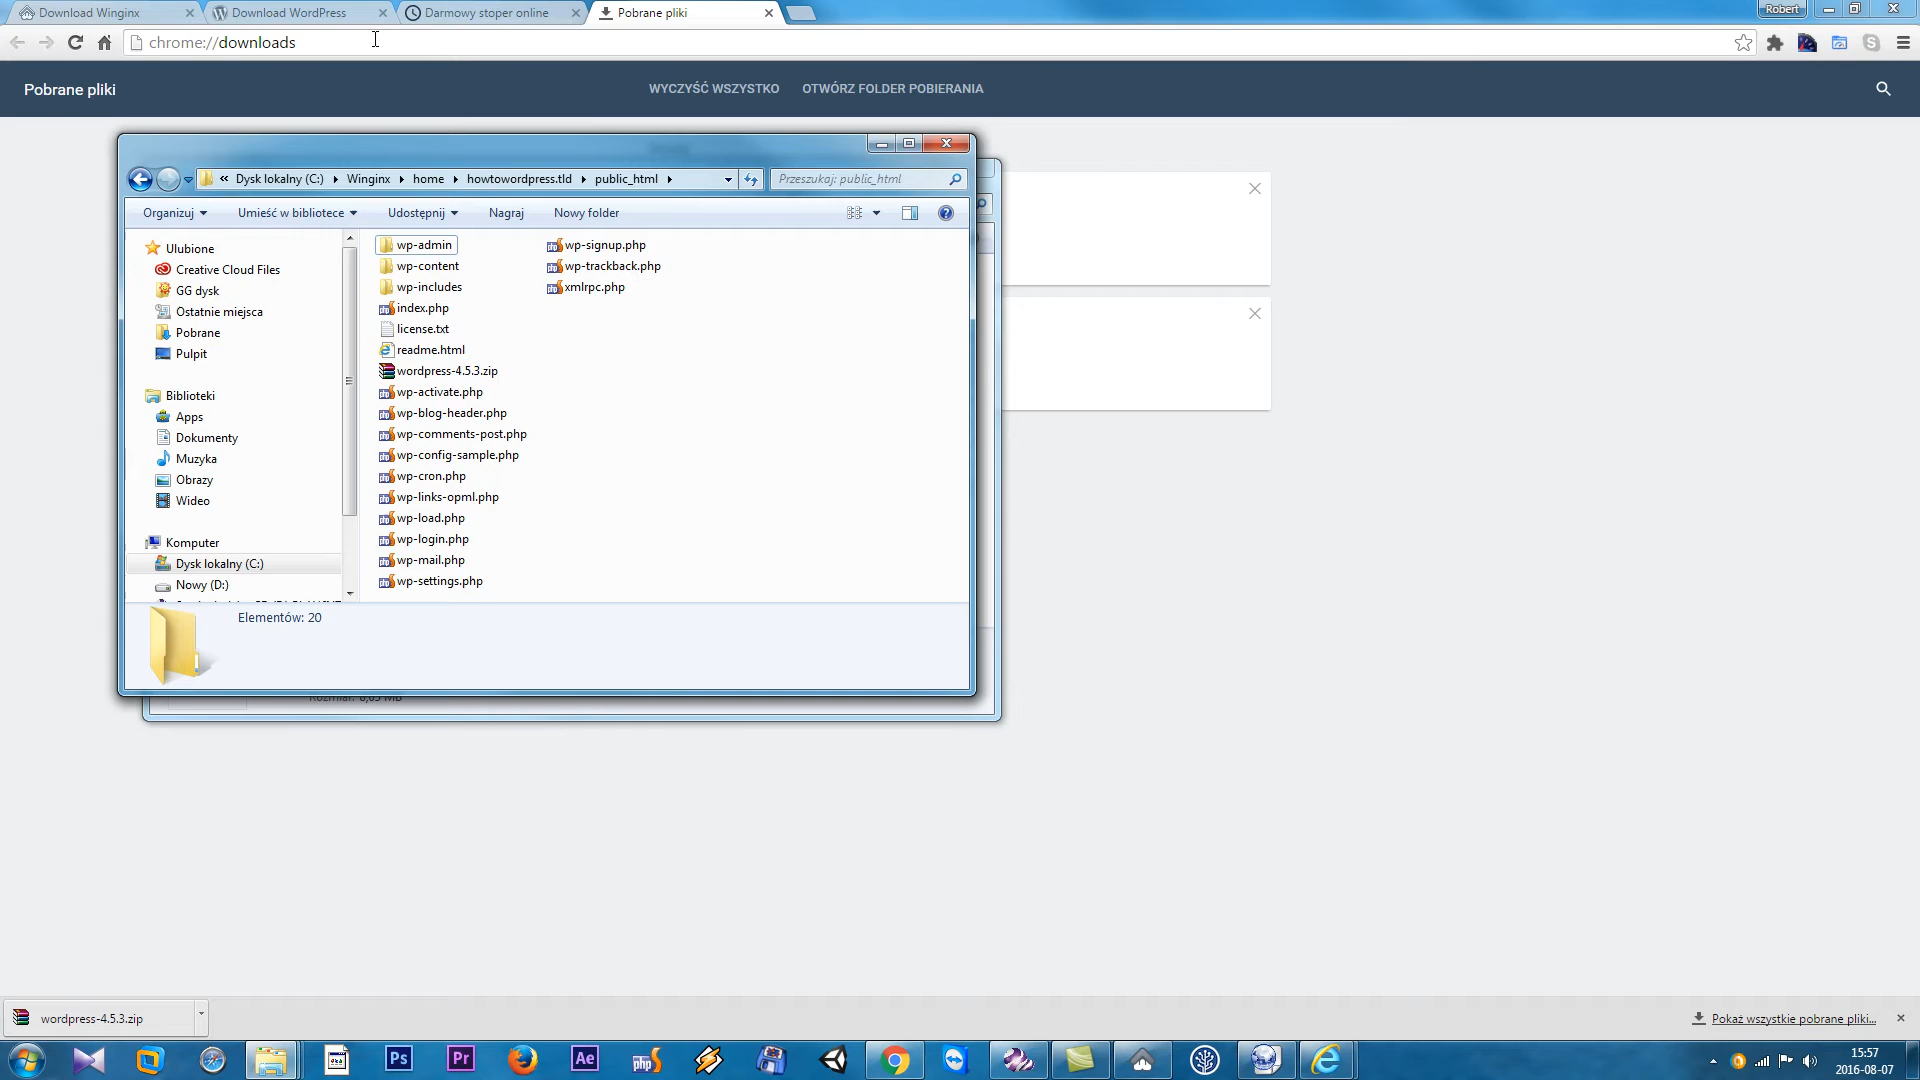 Download Winginx
Download WordPress
Darmowy stoper online
Pobrane pliki
Robert
chrome://downloads
Pobrane pliki
WYCZYŚĆ WSZYSTKO
OTWÓRZ FOLDER POBIERANIA
« Dysk lokalny (C:) Winginx home howtowordpress.tld public_html
Przeszukaj: public_html
Organizuj
Umieść w bibliotece
Udostępnij
Nagraj
Nowy folder
Ulubione
Creative Cloud Files
GG dysk
Ostatnie miejsca
Pobrane
Pulpit
Biblioteki
Apps
Dokumenty
Muzyka
Obrazy
Wideo
Komputer
Dysk lokalny (C:)
Nowy (D:)
wp-admin
wp-content
wp-includes
index.php
license.txt
readme.html
wordpress-4.5.3.zip
wp-activate.php
wp-blog-header.php
wp-comments-post.php
wp-config-sample.php
wp-cron.php
wp-links-opml.php
wp-load.php
wp-login.php
wp-mail.php
wp-settings.php
wp-signup.php
wp-trackback.php
xmlrpc.php
Elementów: 20
wordpress-4.5.3.zip
Pokaż wszystkie pobrane pliki...
Ps
Pr
Ae
php
15:57
2016-08-07